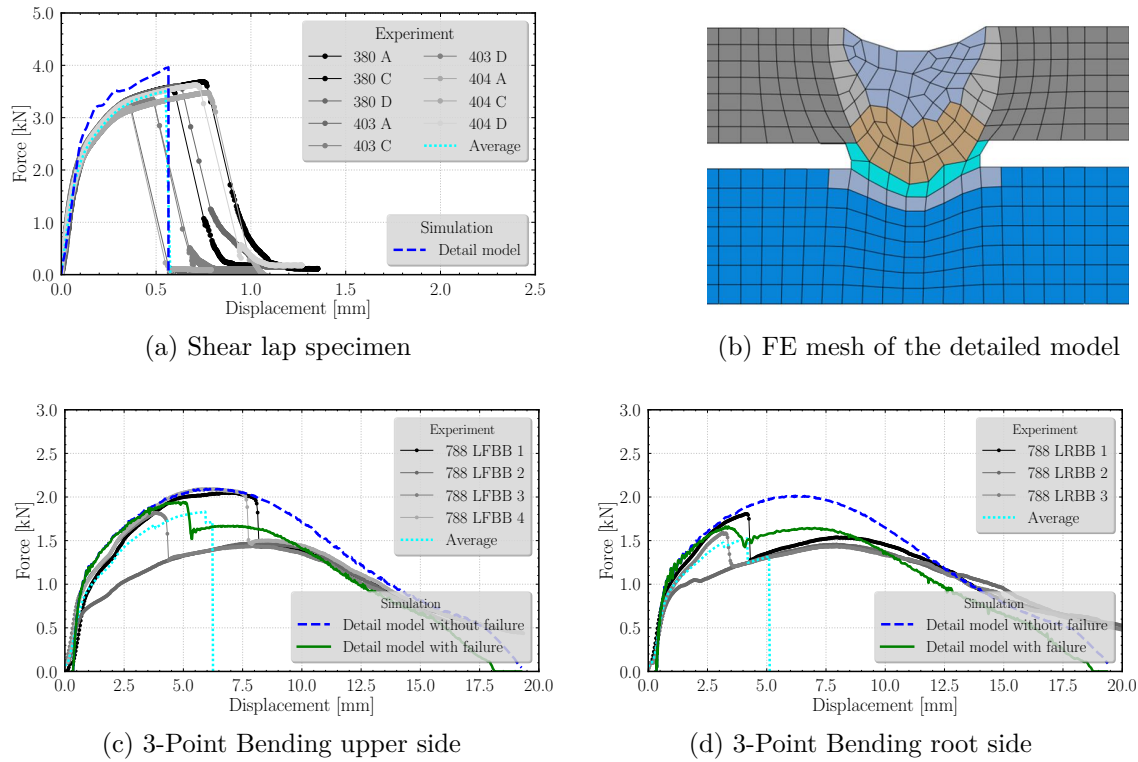 5.0
4.0
3.0
2.0
1.0
0.0
Force [kN]
Experiment
380 A
380 C
380 D
403 A
403 C
403 D
404 A
404 C
404 D
Average
Simulation
Detail model
0.0 0.5 1.0 1.5 2.0 2.5
Displacement [mm]
(a) Shear lap specimen
(b) FE mesh of the detailed model
3.0
2.5
2.0
1.5
1.0
0.5
0.0
Force [kN]
Experiment
788 LFBB 1
788 LFBB 2
788 LFBB 3
788 LFBB 4
Average
Simulation
Detail model without failure
Detail model with failure
0.0 2.5 5.0 7.5 10.0 12.5 15.0 17.5 20.0
Displacement [mm]
(c) 3-Point Bending upper side
3.0
2.5
2.0
1.5
1.0
0.5
0.0
Force [kN]
Experiment
788 LRBB 1
788 LRBB 2
788 LRBB 3
Average
Simulation
Detail model without failure
Detail model with failure
0.0 2.5 5.0 7.5 10.0 12.5 15.0 17.5 20.0
Displacement [mm]
(d) 3-Point Bending root side